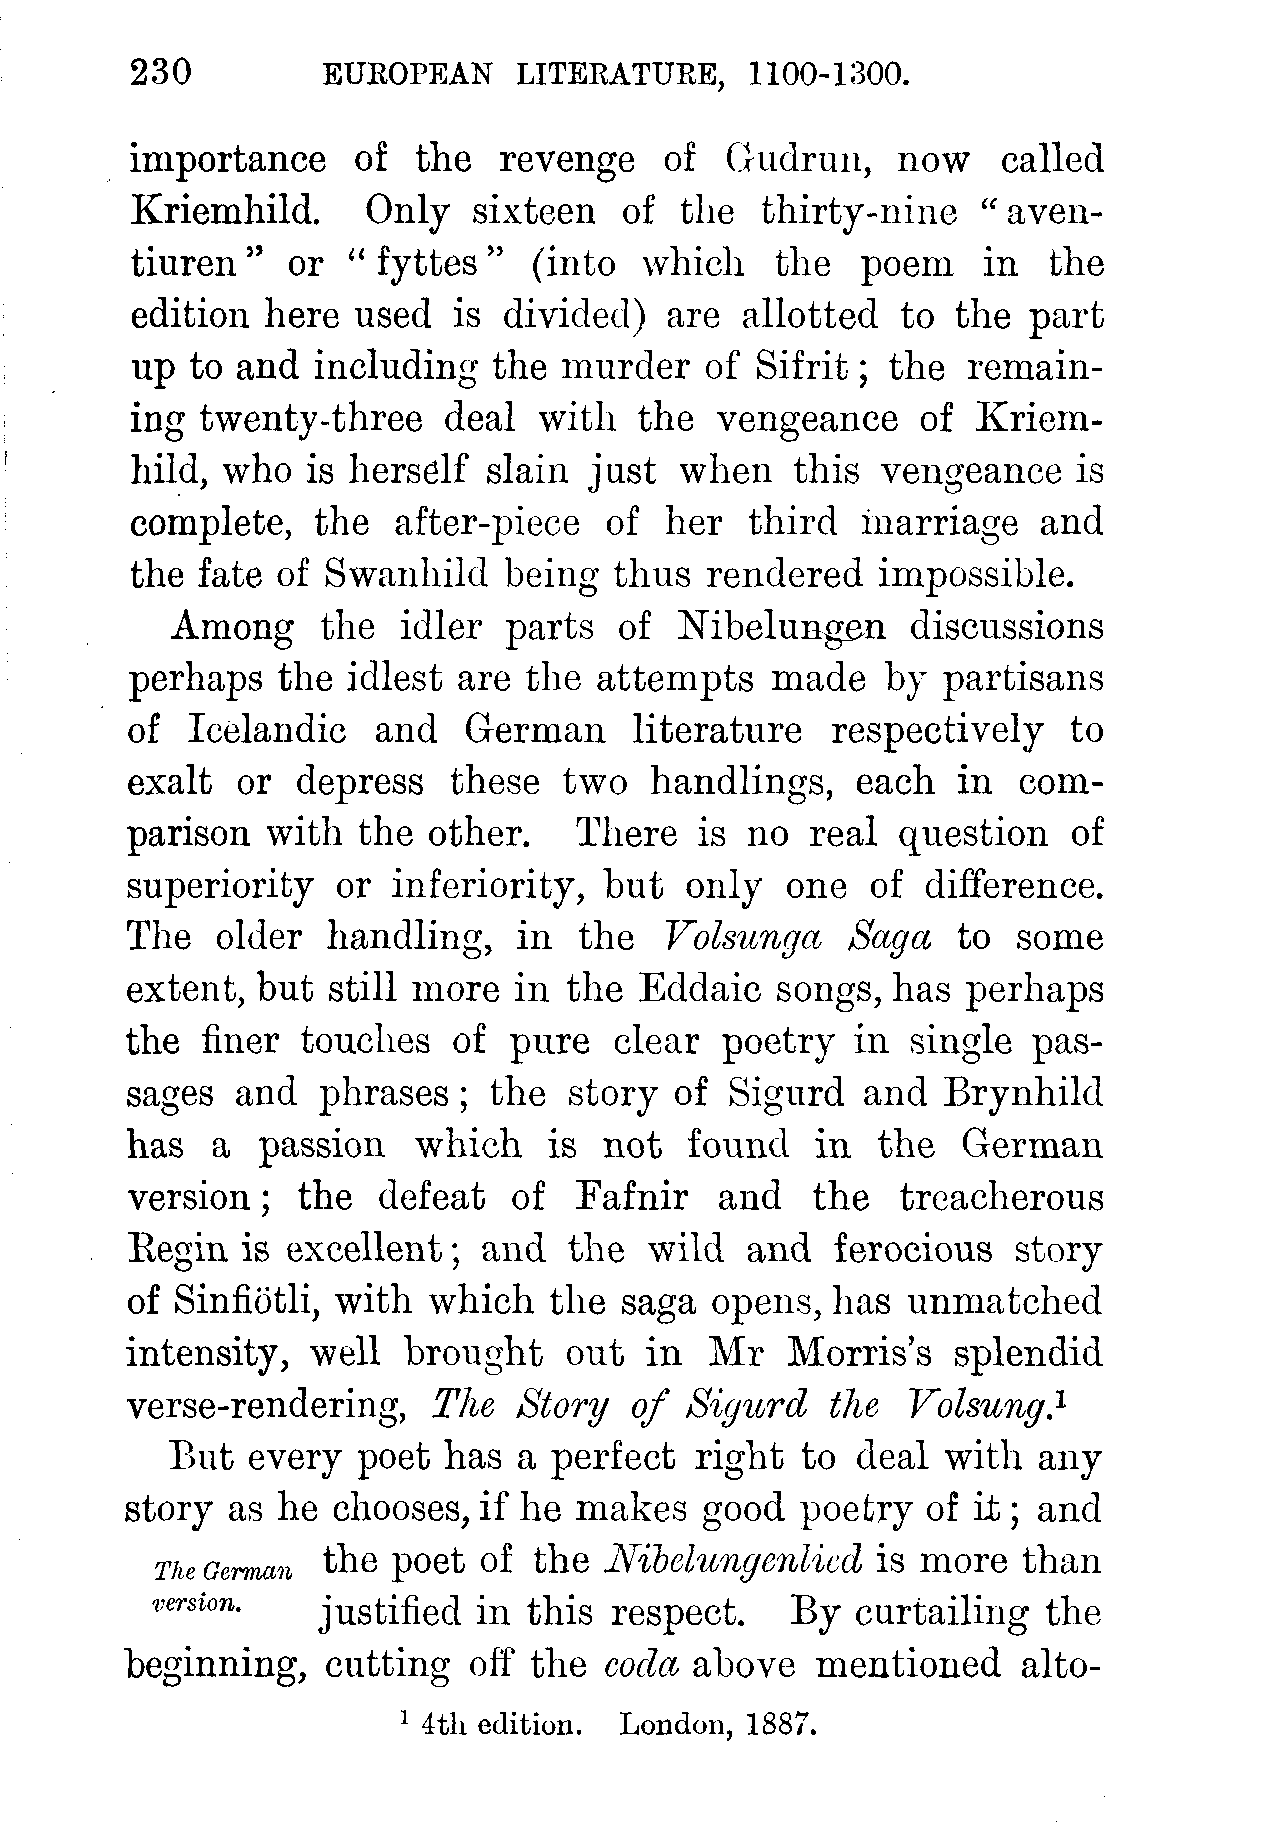 230 EUROPEAN LITERATURE, 1100-1300.
importance of the revenge of Gudrun, now called
Kriemhild. Only sixteen of the thirty-nine “aven-
tiuren” or “fyttes” (into which the poem in the
edition here used is divided) are allotted to the part
up to and including the murder of Sifrit; the remain-
ing twenty-three deal with the vengeance of Kriem-
hild, who is herself slain just when this vengeance is
complete, the after-piece of her third marriage and
the fate of Swanhild being thus rendered impossible.
Among the idler parts of Nibelungen discussions
perhaps the idlest are the attempts made by partisans
of Icelandic and German literature respectively to
exalt or depress these two handlings, each in com-
parison with the other. There is no real question of
superiority or inferiority, but only one of difference.
The older handling, in the Volsunga Saga to some
extent, but still more in the Eddaic songs, has perhaps
the finer touches of pure clear poetry in single pas-
sages and phrases; the story of Sigurd and Brynhild
has a passion which is not found in the German
version; the defeat of Fafnir and the treacherous
Regin is excellent; and the wild and ferocious story
of Sinfiötli, with which the saga opens, has unmatched
intensity, well brought out in Mr Morris's splendid
verse-rendering, The Story of Sigurd the Volsung.¹
But every poet has a perfect right to deal with any
story as he chooses, if he makes good poetry of it; and
The German the poet of the Nibelungenlied is more than
version. justified in this respect. By curtailing the
beginning, cutting off the coda above mentioned alto-
¹ 4th edition. London, 1887.